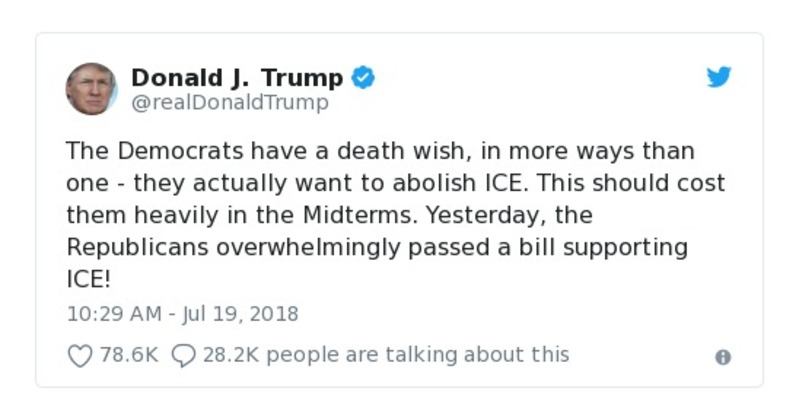 Donald J. Trump
@realDonaldTrump
The Democrats have a death wish, in more ways than
one - they actually want to abolish ICE. This should cost
them heavily in the Midterms. Yesterday, the
Republicans overwhelmingly passed a bill supporting
ICE!
10:29 AM - Jul 19, 2018
78.6K 28.2K people are talking about this